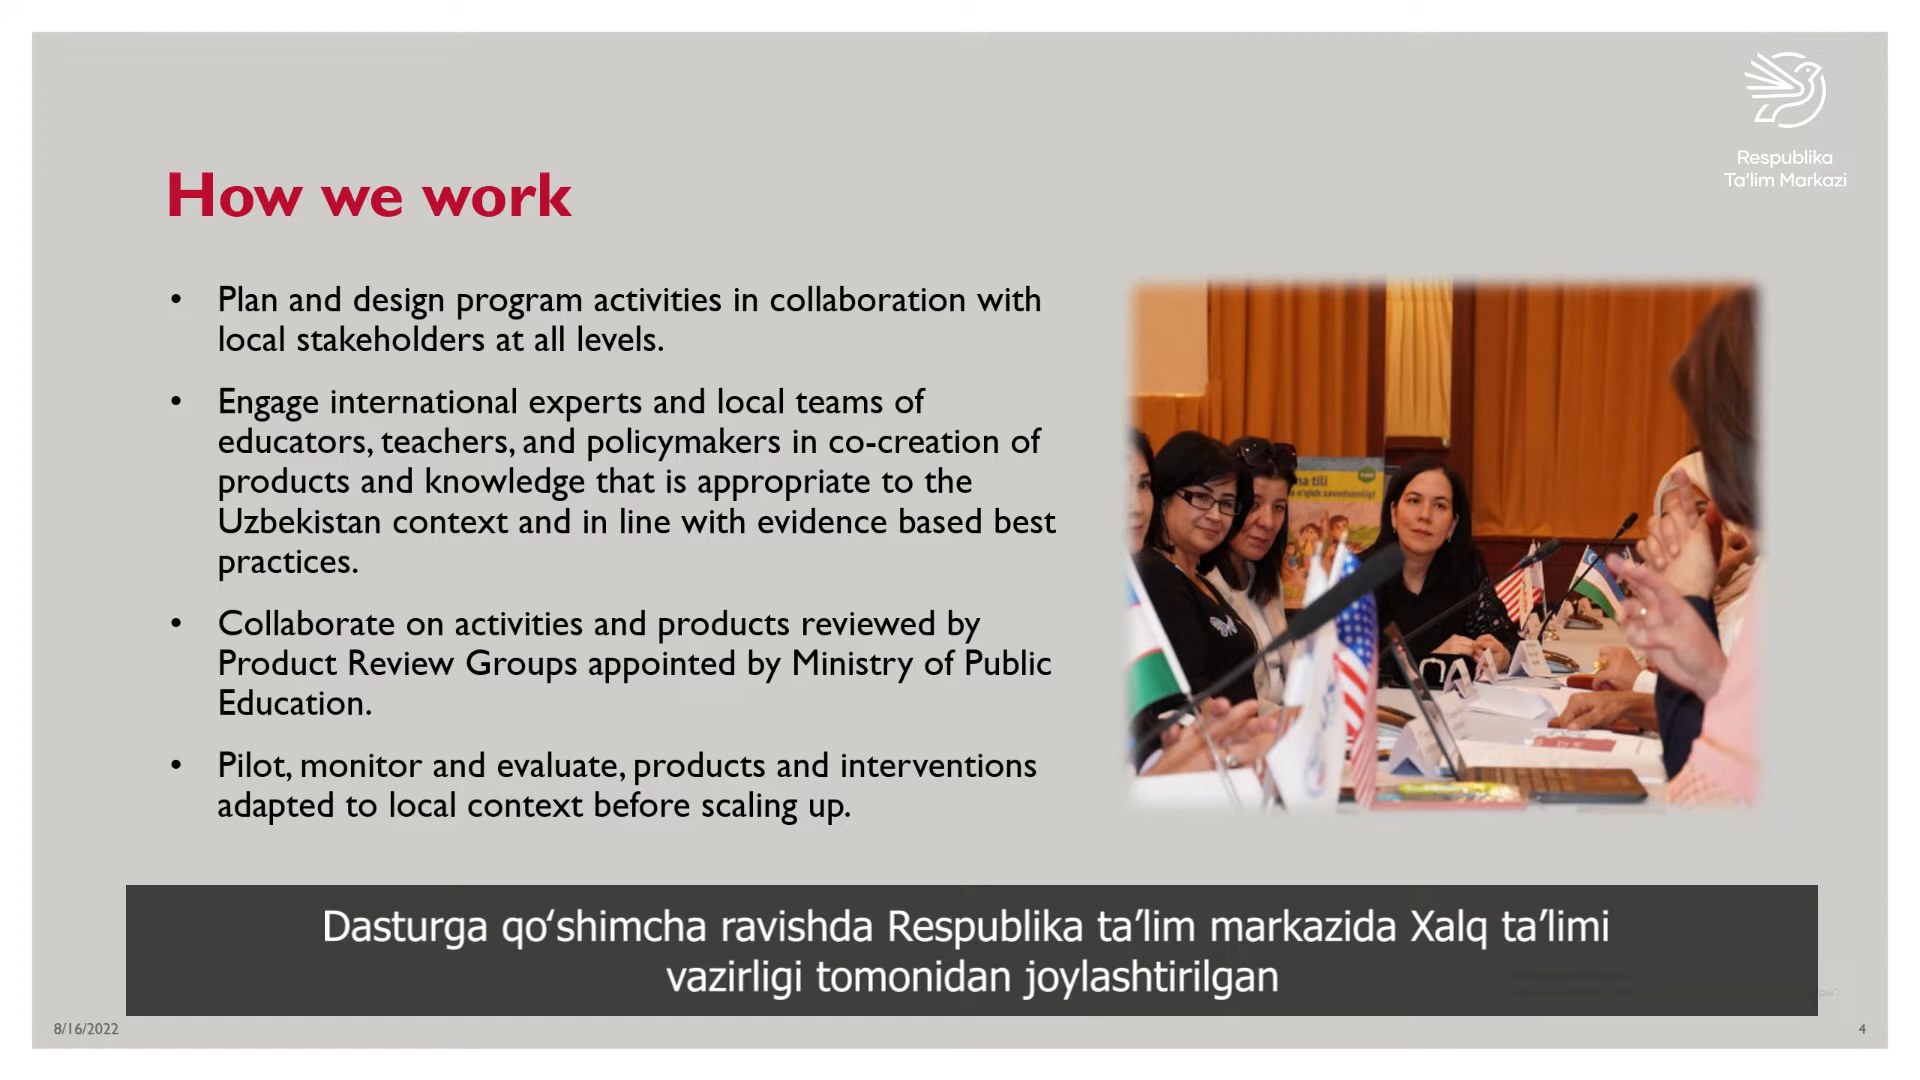 Respublika
Ta’lim Markazi
How we work
• Plan and design program activities in collaboration with
local stakeholders at all levels.
• Engage international experts and local teams of
educators, teachers, and policymakers in co-creation of
products and knowledge that is appropriate to the
Uzbekistan context and in line with evidence based best
practices.
• Collaborate on activities and products reviewed by
Product Review Groups appointed by Ministry of Public
Education.
• Pilot, monitor and evaluate, products and interventions
adapted to local context before scaling up.
na tili
a o‘qish savodxonligi
Dasturga qo‘shimcha ravishda Respublika ta’lim markazida Xalq ta’limi
vazirligi tomonidan joylashtirilgan
8/16/2022
4